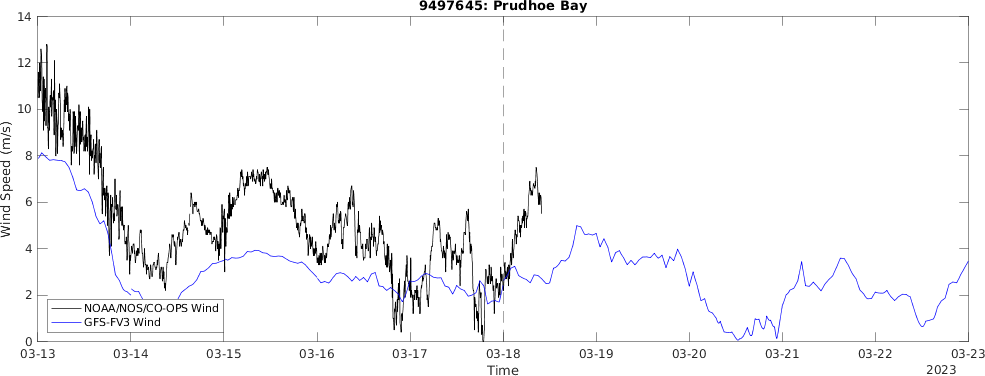 9497645: Prudhoe Bay
Wind Speed (m/s)
14
12
10
8
6
4
2
0
NOAA/NOS/CO-OPS Wind
GFS-FV3 Wind
03-13 03-14 03-15 03-16 03-17 03-18 03-19 03-20 03-21 03-22 03-23
Time
2023